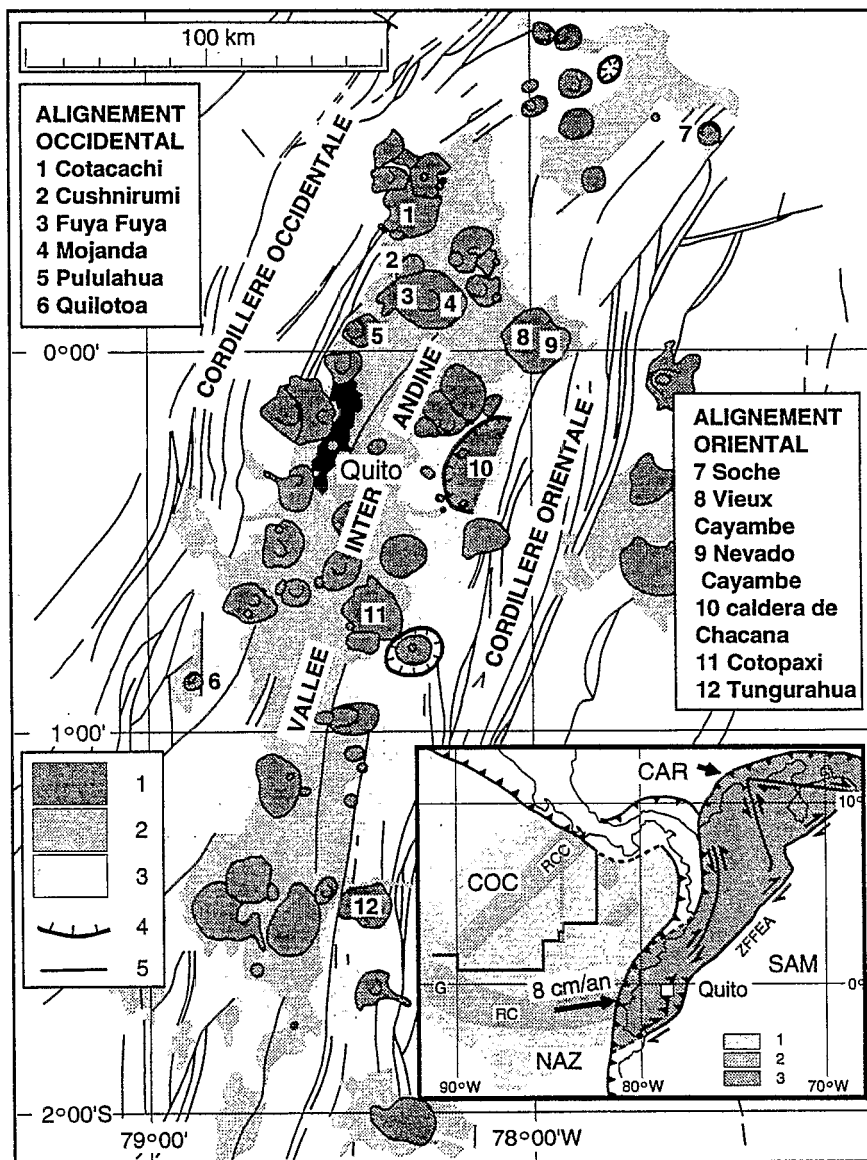 100 km
ALIGNEMENT
OCCIDENTAL
1 Cotacachi
2 Cushnirumi
3 Fuya Fuya
4 Mojanda
5 Pululahua
6 Quilotoa
CORDILLERE OCCIDENTALE
7
1
2
3
4
5
8
9
0°00'
ANDINE
INTER
VALLEE
Quito
10
CORDILLERE ORIENTALE
ALIGNEMENT
ORIENTAL
7 Soche
8 Vieux
Cayambe
9 Nevado
Cayambe
10 caldera de
Chacana
11 Cotopaxi
12 Tungurahua
11
6
1°00'
1
2
3
4
5
12
CAR
10°
COC
RCC
ZFFEA
SAM
8 cm/an
Quito
G
0°
RC
NAZ
1
2
3
90°W
80°W
70°W
2°00'S
79°00'
78°00'W